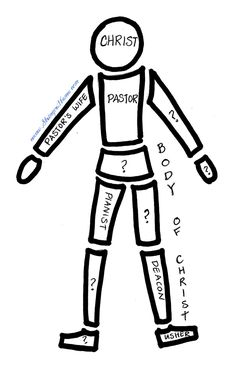 CHRIST
PASTOR
PASTOR'S WIFE
?
?
?
PIANIST
?
?
DEACON
?
USHER
BODY OF CHRIST